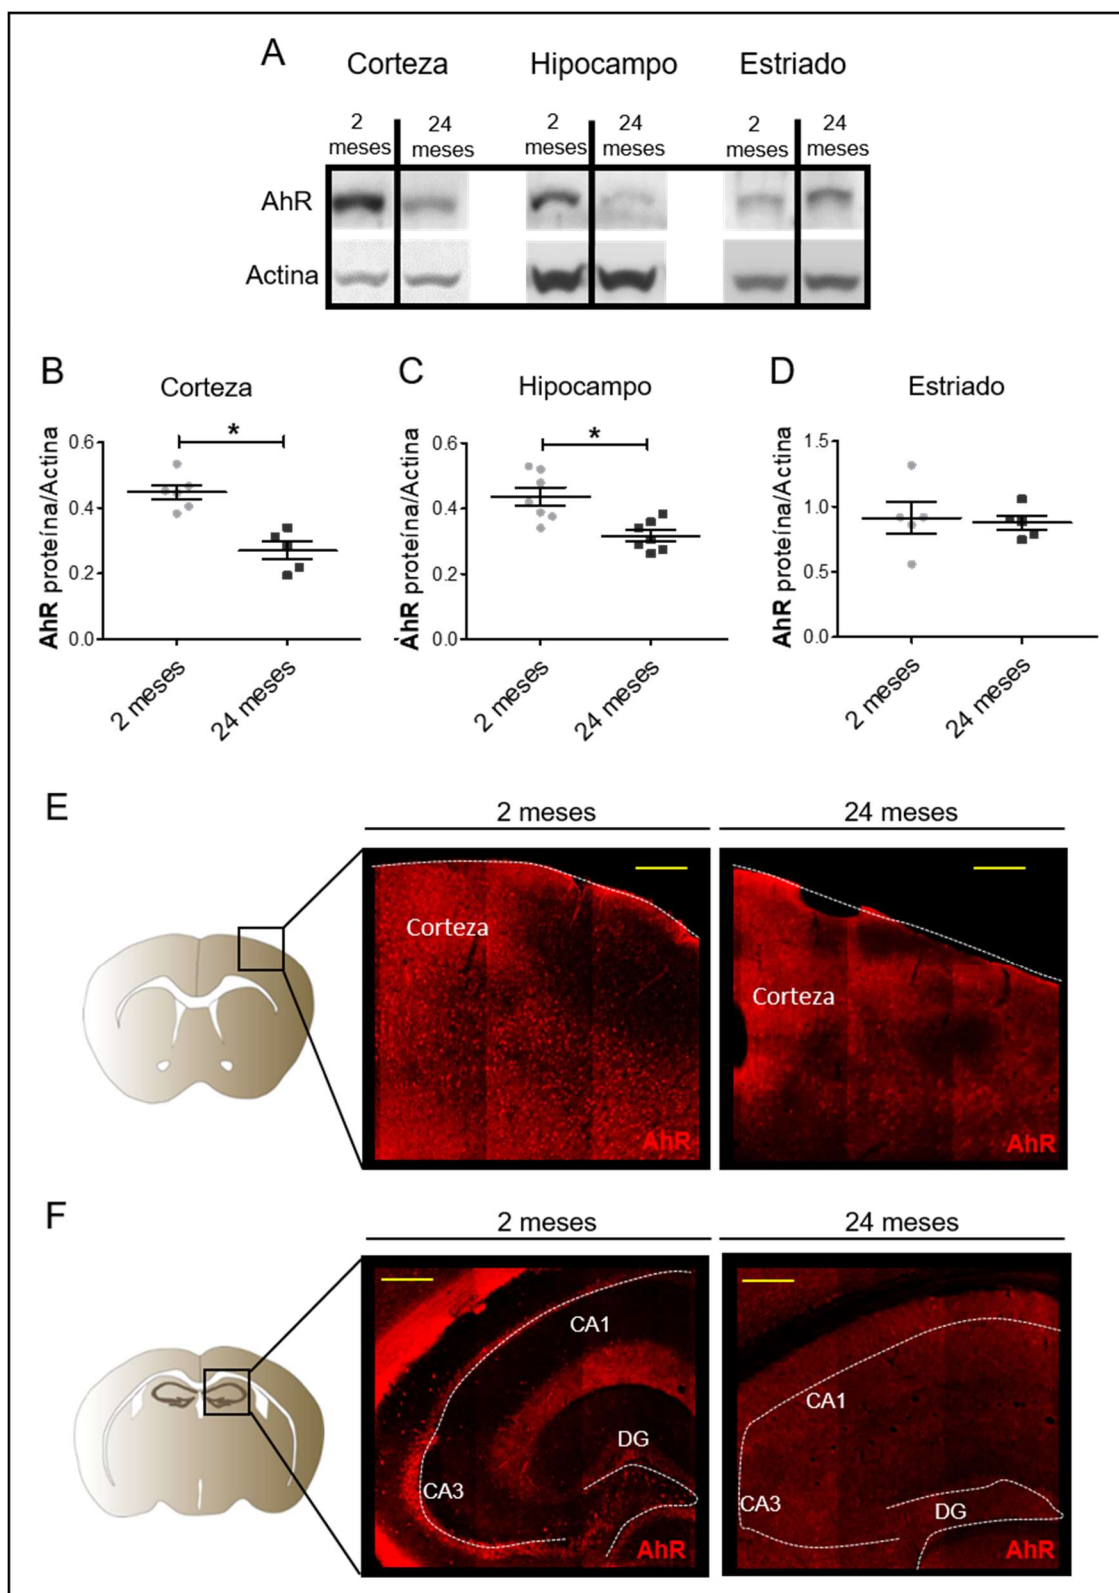 A
Corteza Hipocampo Estriado
2 meses 24 meses 2 meses 24 meses 2 meses 24 meses
AhR
Actina
B
Corteza
AhR proteína/Actina
0.6
0.4
0.2
0.0
*
2 meses
24 meses
C
Hipocampo
AhR proteína/Actina
0.6
0.4
0.2
0.0
*
2 meses
24 meses
D
Estriado
AhR proteína/Actina
1.5
1.0
0.5
0.0
2 meses
24 meses
E
2 meses
24 meses
Corteza
AhR
Corteza
AhR
F
2 meses
24 meses
CA1
DG
CA3
AhR
CA1
CA3
DG
AhR